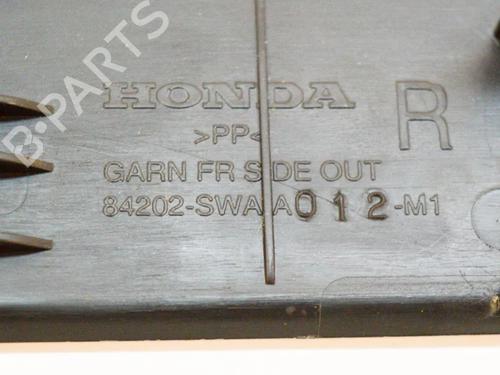 HONDA
>PP<
R
GARN FR SIDE OUT
84202-SWA A012-M1
B-PARTS